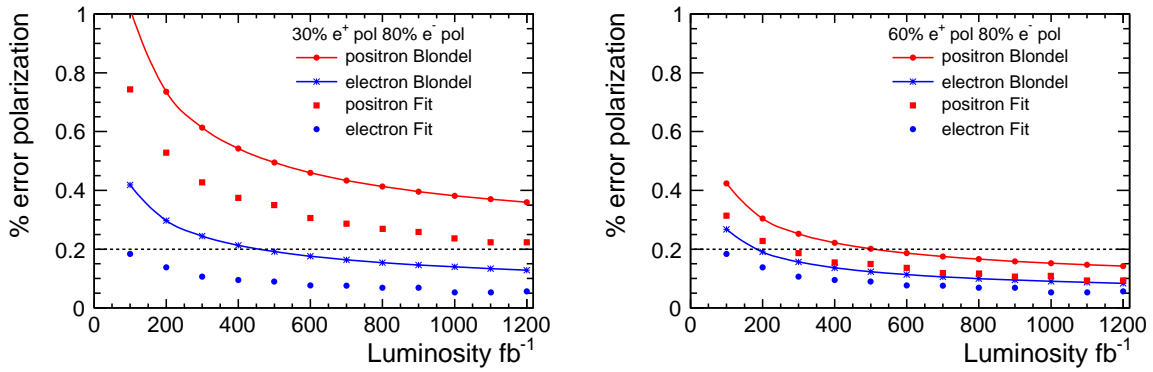 % error polarization
1
0.8
0.6
0.4
0.2
0
30% e+ pol 80% e- pol
positron Blondel
electron Blondel
positron Fit
electron Fit
0 200 400 600 800 1000 1200
Luminosity fb-1
% error polarization
1
0.8
0.6
0.4
0.2
0
60% e+ pol 80% e- pol
positron Blondel
electron Blondel
positron Fit
electron Fit
0 200 400 600 800 1000 1200
Luminosity fb-1